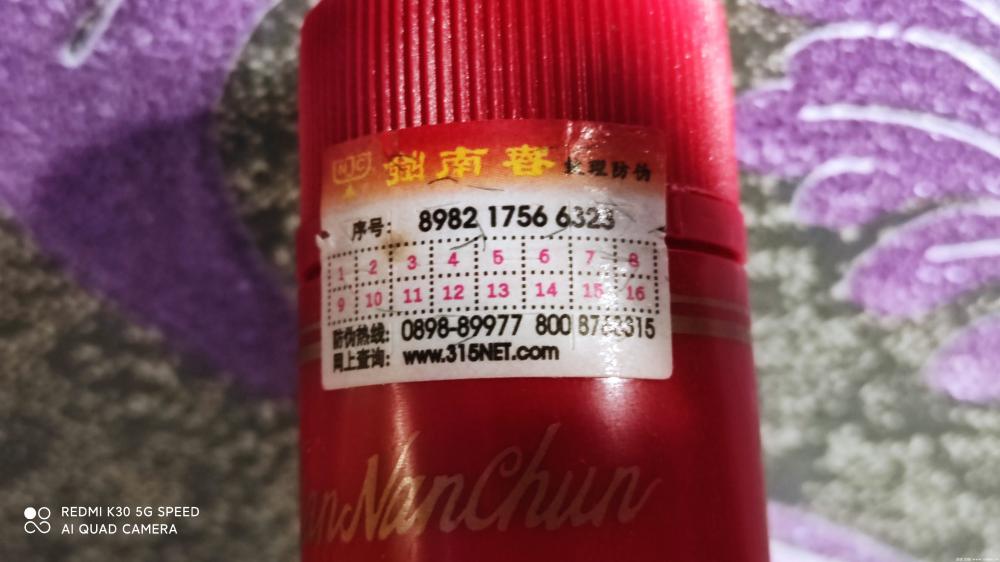 南春 纹理防伪
序号: 8982 1756 6323
1 2 3 4 5 6 7 8
9 10 11 12 13 14 15 16
防伪热线: 0898-89977 800
网上查询: www.315NET.com
NanChun
REDMI K30 5G SPEED
AI QUAD CAMERA